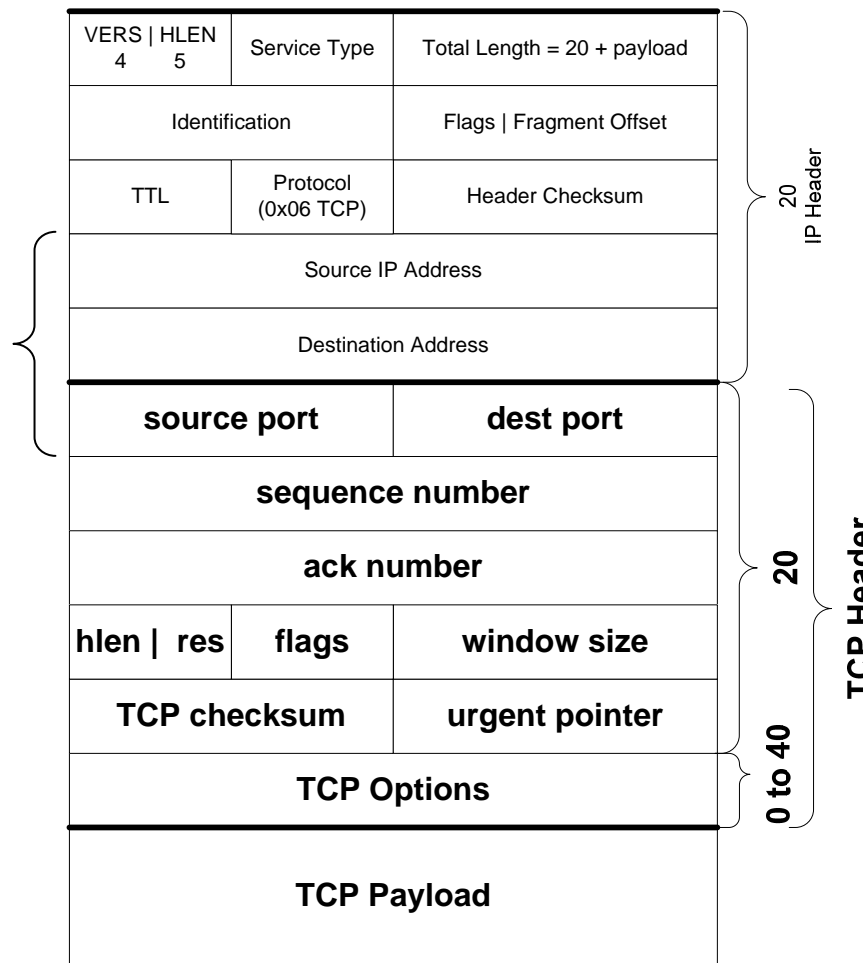 VERS | HLEN
4 5
Service Type
Total Length = 20 + payload
Identification
Flags | Fragment Offset
TTL
Protocol
(0x06 TCP)
Header Checksum
Source IP Address
Destination Address
20
IP Header
source port
dest port
sequence number
ack number
hlen | res
flags
window size
TCP checksum
urgent pointer
20
TCP Header
TCP Options
0 to 40
TCP Payload